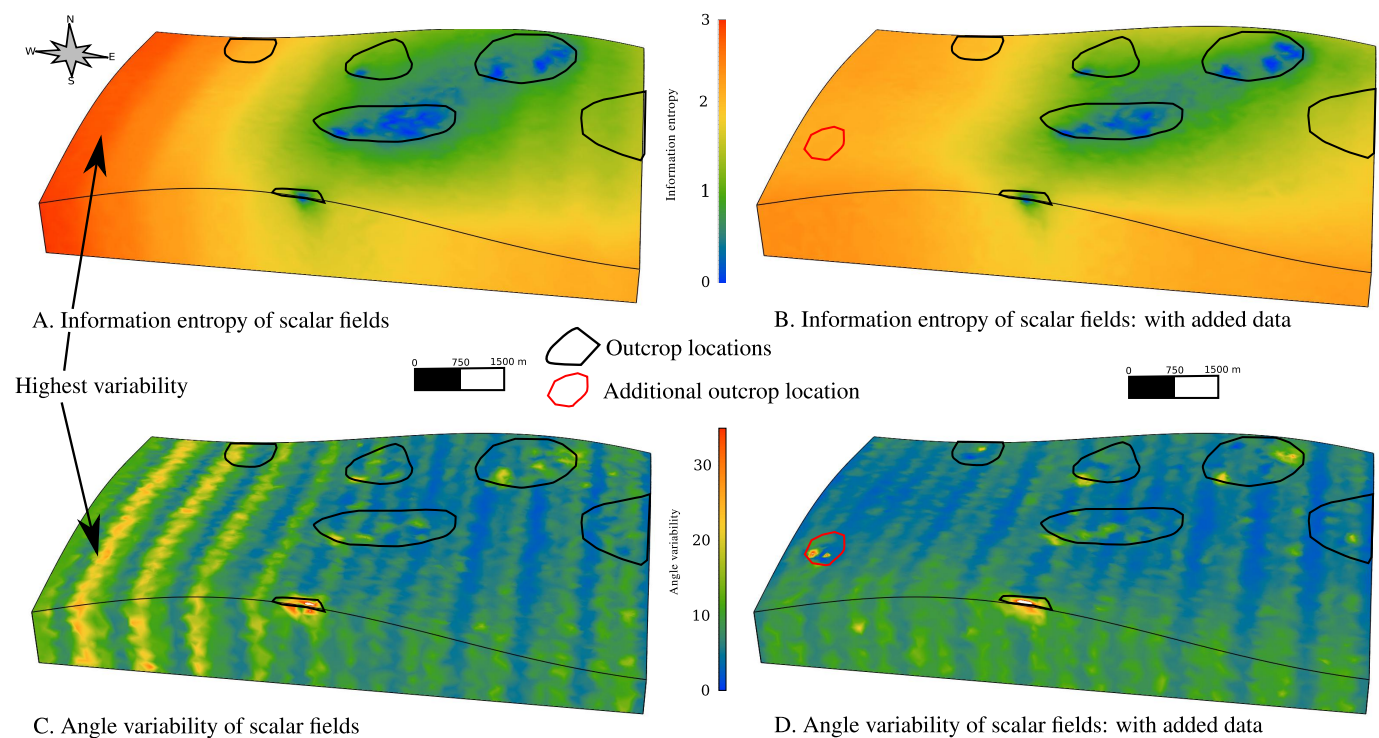 N
W
E
S
3
2
1
0
Information entropy
A. Information entropy of scalar fields
B. Information entropy of scalar fields: with added data
Outcrop locations
Additional outcrop location
0 750 1500 m
0 750 1500 m
Highest variability
30
20
10
0
Angle variability
C. Angle variability of scalar fields
D. Angle variability of scalar fields: with added data